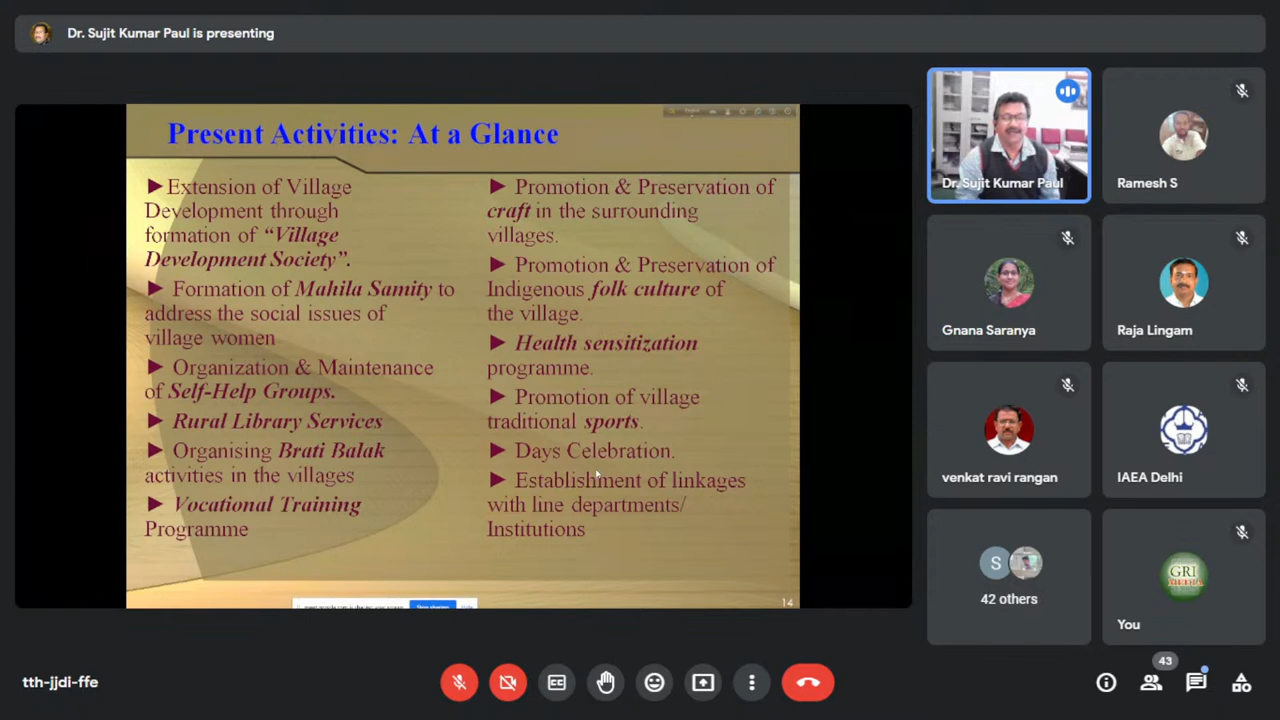 Dr. Sujit Kumar Paul is presenting
Present Activities: At a Glance
►Extension of Village
Development through
formation of “Village
Development Society”.
► Formation of Mahila Samity to
address the social issues of
village women
► Organization & Maintenance
of Self-Help Groups.
► Rural Library Services
► Organising Brati Balak
activities in the villages
► Vocational Training
Programme
► Promotion & Preservation of
craft in the surrounding
villages.
► Promotion & Preservation of
Indigenous folk culture of
the village.
► Health sensitization
programme.
► Promotion of village
traditional sports.
► Days Celebration.
► Establishment of linkages
with line departments/
Institutions
14
Dr. Sujit Kumar Paul
Ramesh S
Gnana Saranya
Raja Lingam
venkat ravi rangan
IAEA Delhi
S
42 others
GRI
You
tth-jjdi-ffe
CC
43